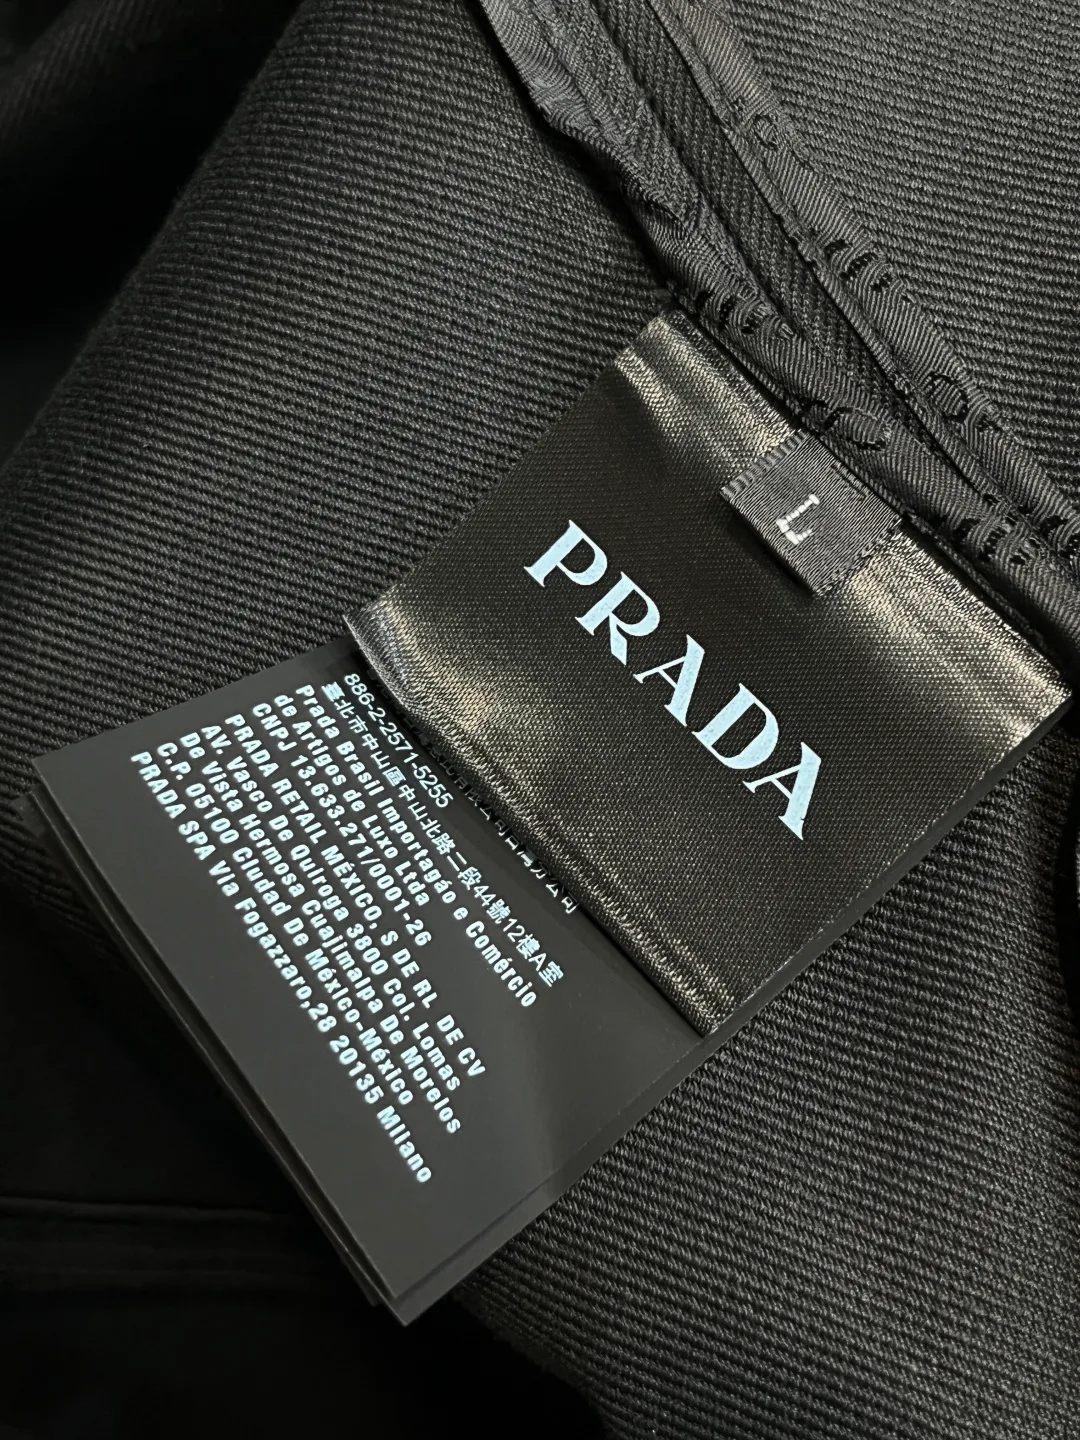 L
PRADA
886-2-2571-5255
臺北市中山區中山北路二段44號12樓A室
Prada Brasil Importagáo e Comércio
de Artigos de Luxo Ltda
CNPJ 13.633.271/0001-26
PRADA RETAIL MÉXICO, S DE RL DE CV
AV. Vasco De Quiroga 3800 Col. Lomas
De Vista Hermosa Cuajimalpa De Morelos
C.P. 05100 Ciudad De México-México
PRADA SPA Via Fogazzaro,28 20135 Milano